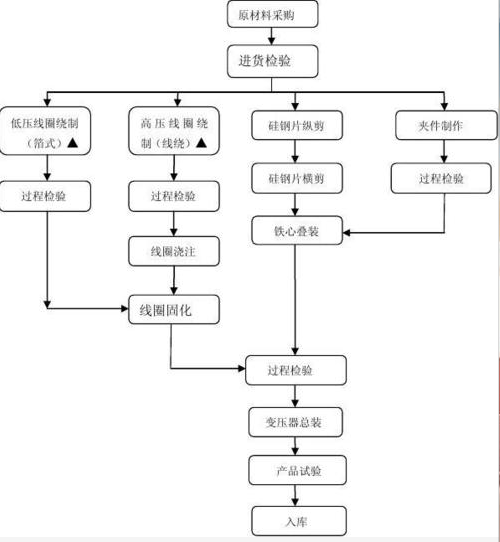 原材料采购
进货检验
低压线圈绕制
（箔式）▲
高压线圈绕
制（线绕）▲
硅钢片纵剪
夹件制作
过程检验
过程检验
硅钢片横剪
过程检验
铁心叠装
线圈浇注
线圈固化
过程检验
变压器总装
产品试验
入库